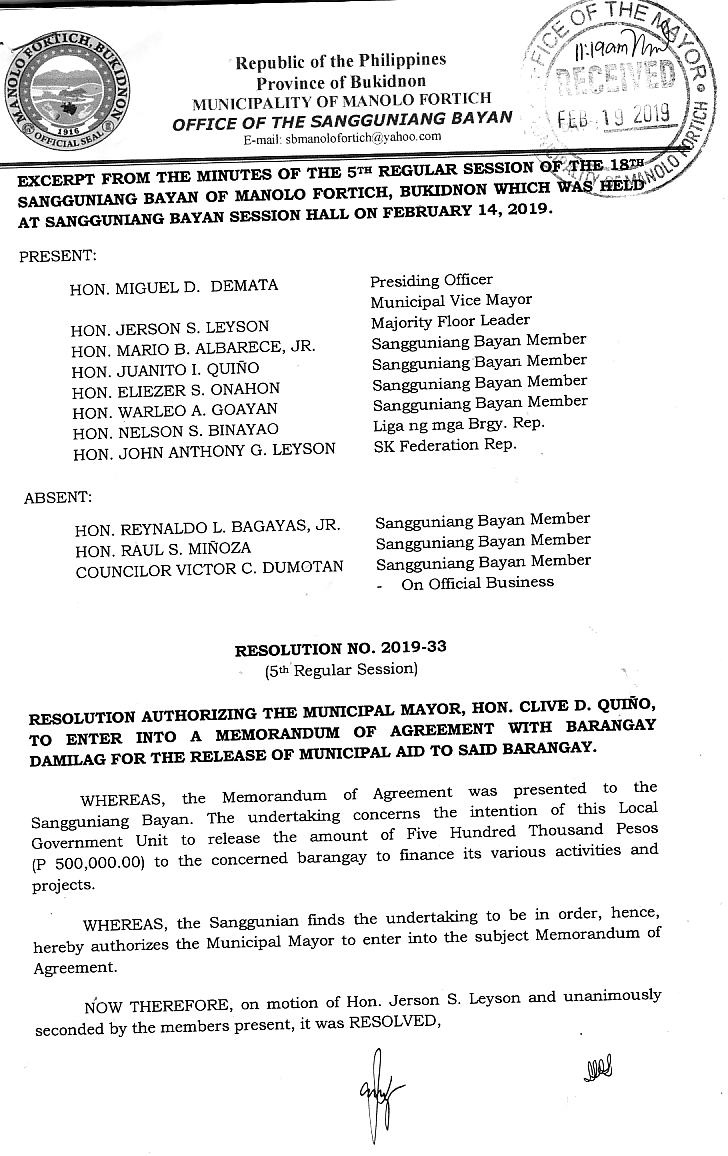 MANOLO FORTICH, BUKIDNON
1916
OFFICIAL SEAL
Republic of the Philippines
Province of Bukidnon
MUNICIPALITY OF MANOLO FORTICH
OFFICE OF THE SANGGUNIANG BAYAN
E-mail: sbmanolofortich@yahoo.com
OFFICE OF THE MAYOR
11:19am
RECEIVED
FEB 19 2019
MANOLO FORTICH
EXCERPT FROM THE MINUTES OF THE 5TH REGULAR SESSION OF THE 18TH
SANGGUNIANG BAYAN OF MANOLO FORTICH, BUKIDNON WHICH WAS HELD
AT SANGGUNIANG BAYAN SESSION HALL ON FEBRUARY 14, 2019.
PRESENT:
HON. MIGUEL D. DEMATA Presiding Officer
Municipal Vice Mayor
HON. JERSON S. LEYSON Majority Floor Leader
HON. MARIO B. ALBARECE, JR. Sangguniang Bayan Member
HON. JUANITO I. QUIÑO Sangguniang Bayan Member
HON. ELIEZER S. ONAHON Sangguniang Bayan Member
HON. WARLEO A. GOAYAN Sangguniang Bayan Member
HON. NELSON S. BINAYAO Liga ng mga Brgy. Rep.
HON. JOHN ANTHONY G. LEYSON SK Federation Rep.
ABSENT:
HON. REYNALDO L. BAGAYAS, JR. Sangguniang Bayan Member
HON. RAUL S. MIÑOZA Sangguniang Bayan Member
COUNCILOR VICTOR C. DUMOTAN Sangguniang Bayan Member
- On Official Business
RESOLUTION NO. 2019-33
(5th Regular Session)
RESOLUTION AUTHORIZING THE MUNICIPAL MAYOR, HON. CLIVE D. QUIÑO,
TO ENTER INTO A MEMORANDUM OF AGREEMENT WITH BARANGAY
DAMILAG FOR THE RELEASE OF MUNICIPAL AID TO SAID BARANGAY.
WHEREAS, the Memorandum of Agreement was presented to the
Sangguniang Bayan. The undertaking concerns the intention of this Local
Government Unit to release the amount of Five Hundred Thousand Pesos
(P 500,000.00) to the concerned barangay to finance its various activities and
projects.
WHEREAS, the Sanggunian finds the undertaking to be in order, hence,
hereby authorizes the Municipal Mayor to enter into the subject Memorandum of
Agreement.
NOW THEREFORE, on motion of Hon. Jerson S. Leyson and unanimously
seconded by the members present, it was RESOLVED,